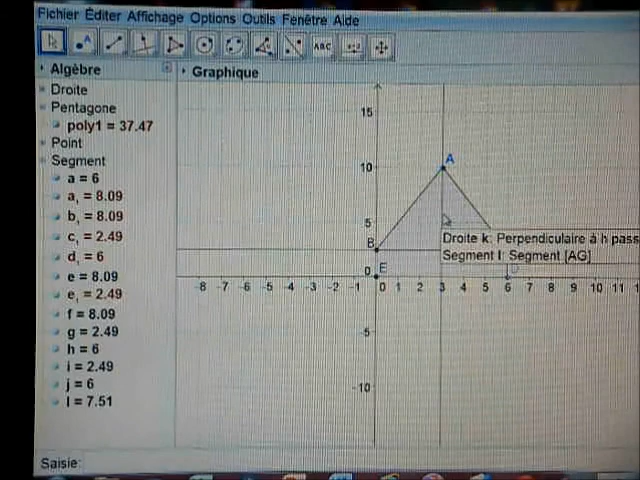 Fichier Éditer Affichage Options Outils Fenêtre Aide
A ABC a=2
Algèbre
Graphique
Droite
Pentagone
poly1 = 37.47
Point
Segment
a = 6
a₁ = 8.09
b₁ = 8.09
c₁ = 2.49
d₁ = 6
e = 8.09
e₁ = 2.49
f = 8.09
g = 2.49
h = 6
i = 2.49
j = 6
l = 7.51
15
10
A
5
B
Droite k: Perpendiculaire à h pass
Segment l: Segment [AG]
0
E
D
-8 -7 -6 -5 -4 -3 -2 -1 0 1 2 3 4 5 6 7 8 9 10 11 1
-5
-10
Saisie: